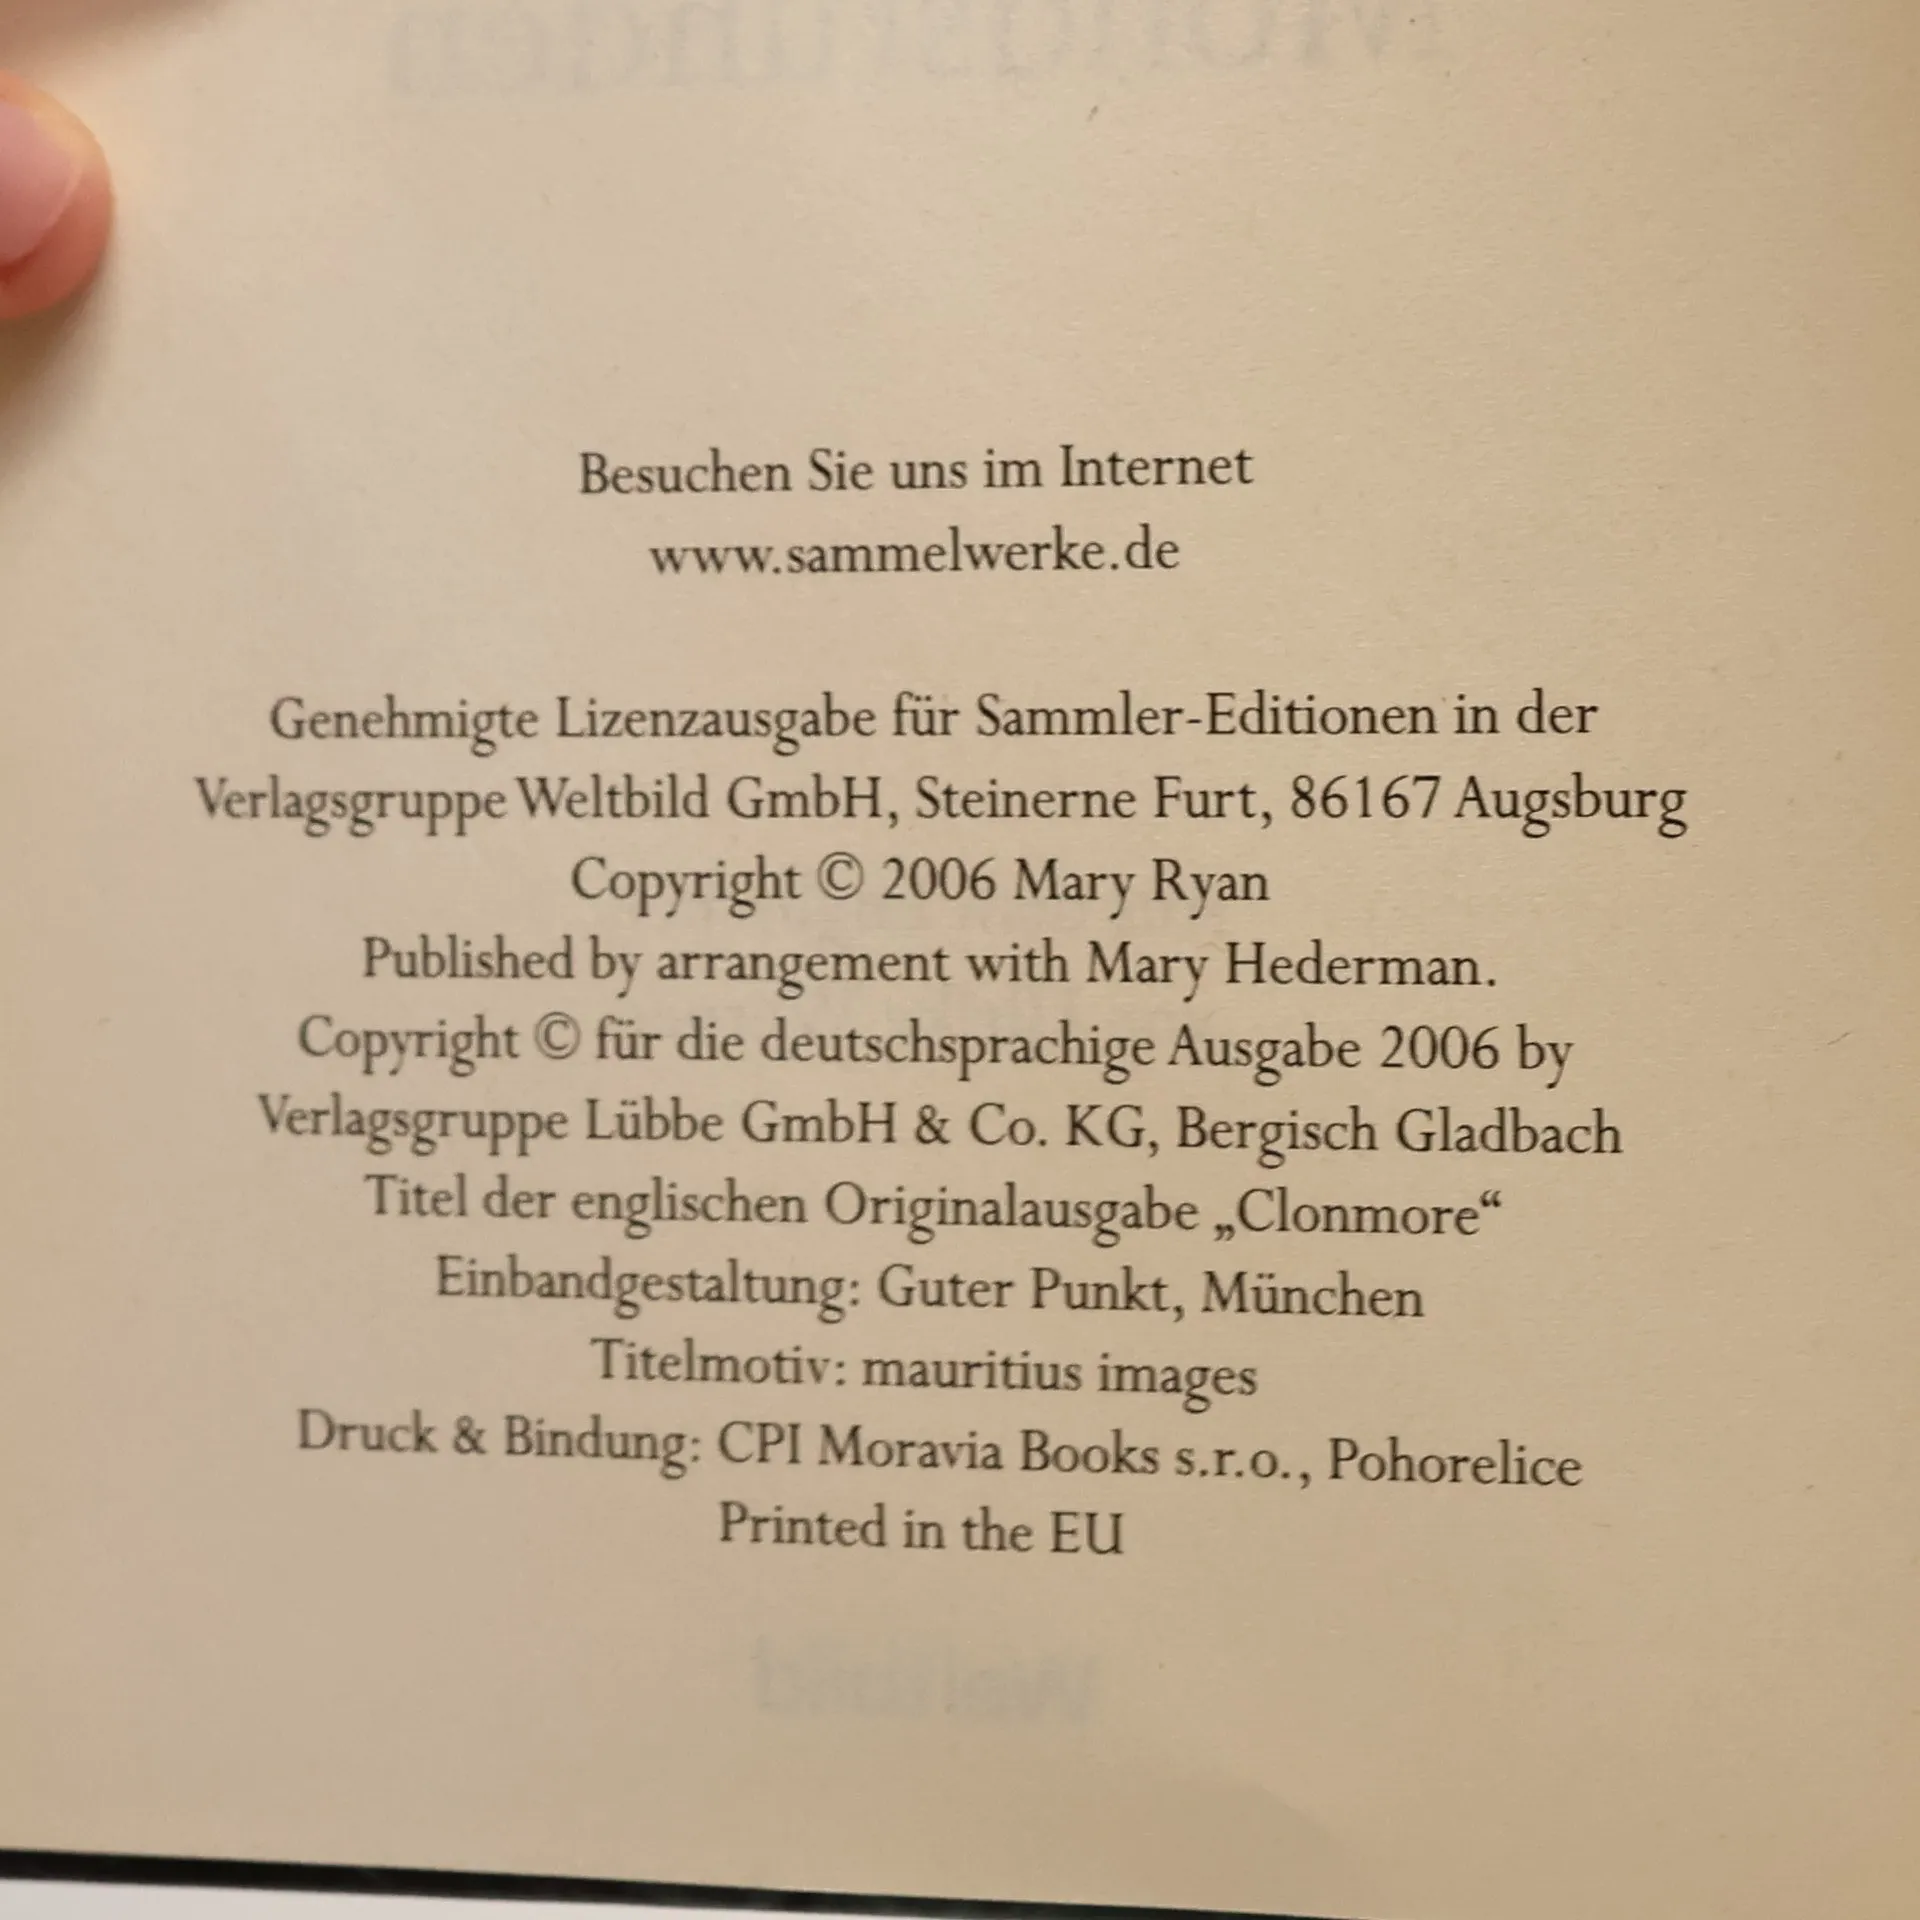 Besuchen Sie uns im Internet
www.sammelwerke.de
Genehmigte Lizenzausgabe für Sammler-Editionen in der
Verlagsgruppe Weltbild GmbH, Steinerne Furt, 86167 Augsburg
Copyright © 2006 Mary Ryan
Published by arrangement with Mary Hederman.
Copyright © für die deutschsprachige Ausgabe 2006 by
Verlagsgruppe Lübbe GmbH & Co. KG, Bergisch Gladbach
Titel der englischen Originalausgabe „Clonmore“
Einbandgestaltung: Guter Punkt, München
Titelmotiv: mauritius images
Druck & Bindung: CPI Moravia Books s.r.o., Pohorelice
Printed in the EU